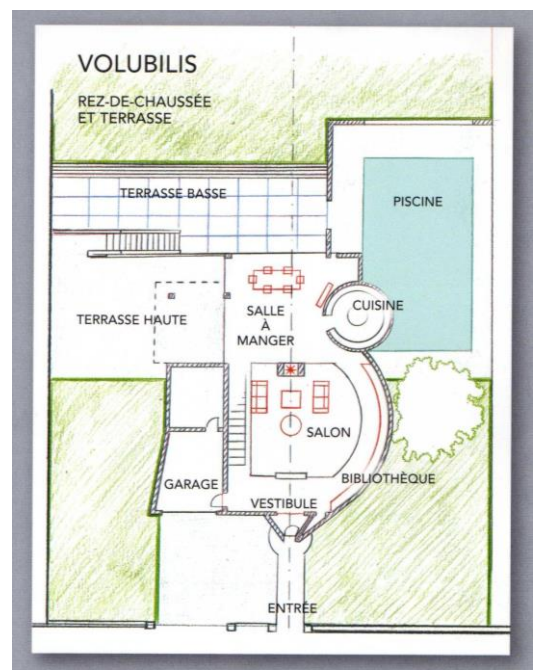 VOLUBILIS
REZ-DE-CHAUSSÉE
ET TERRASSE
TERRASSE BASSE
PISCINE
TERRASSE HAUTE
SALLE
À
MANGER
CUISINE
SALON
GARAGE
BIBLIOTHÈQUE
VESTIBULE
ENTRÉE